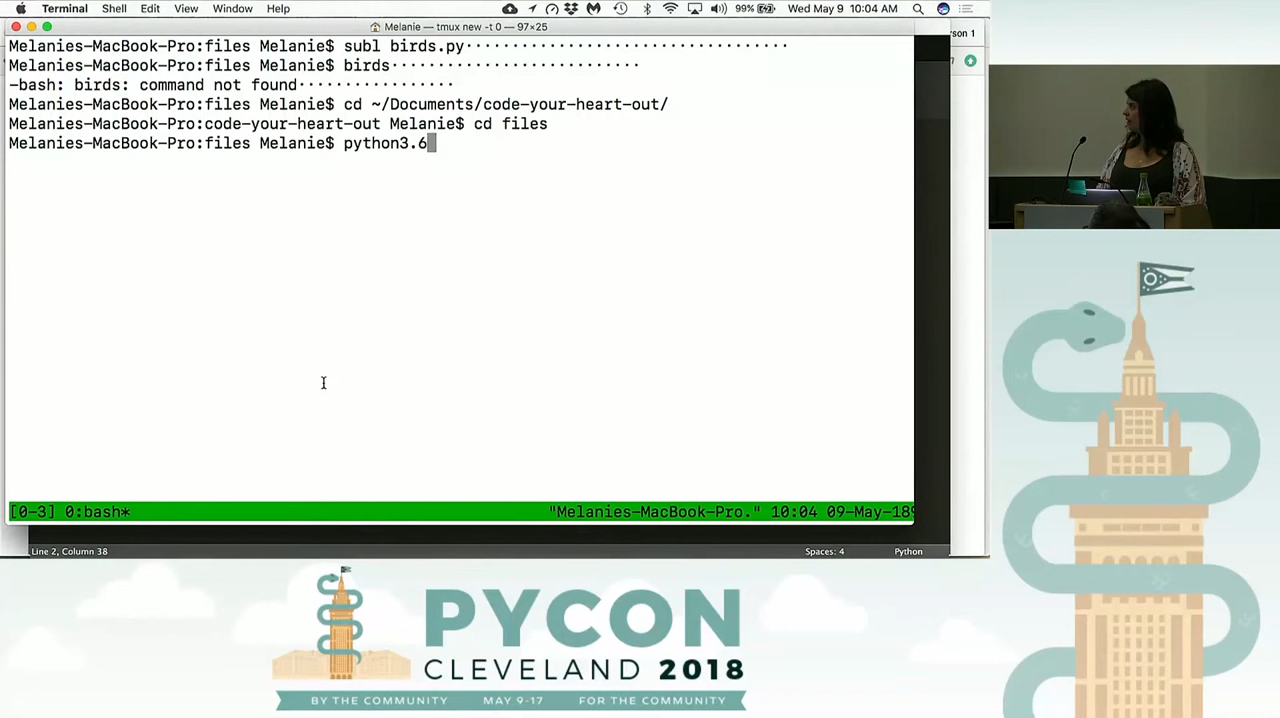 Terminal Shell Edit View Window Help 99% Wed May 9 10:04 AM
Melanie — tmux new -t 0 — 97×25
son 1
Melanies-MacBook-Pro:files Melanie$ subl birds.py···································
Melanies-MacBook-Pro:files Melanie$ birds···························
-bash: birds: command not found·················
Melanies-MacBook-Pro:files Melanie$ cd ~/Documents/code-your-heart-out/
Melanies-MacBook-Pro:code-your-heart-out Melanie$ cd files
Melanies-MacBook-Pro:files Melanie$ python3.6
[0-3] 0:bash* "Melanies-MacBook-Pro." 10:04 09-May-18
Line 2, Column 38 Spaces: 4 Python
PYCON
CLEVELAND 2018
BY THE COMMUNITY MAY 9-17 FOR THE COMMUNITY